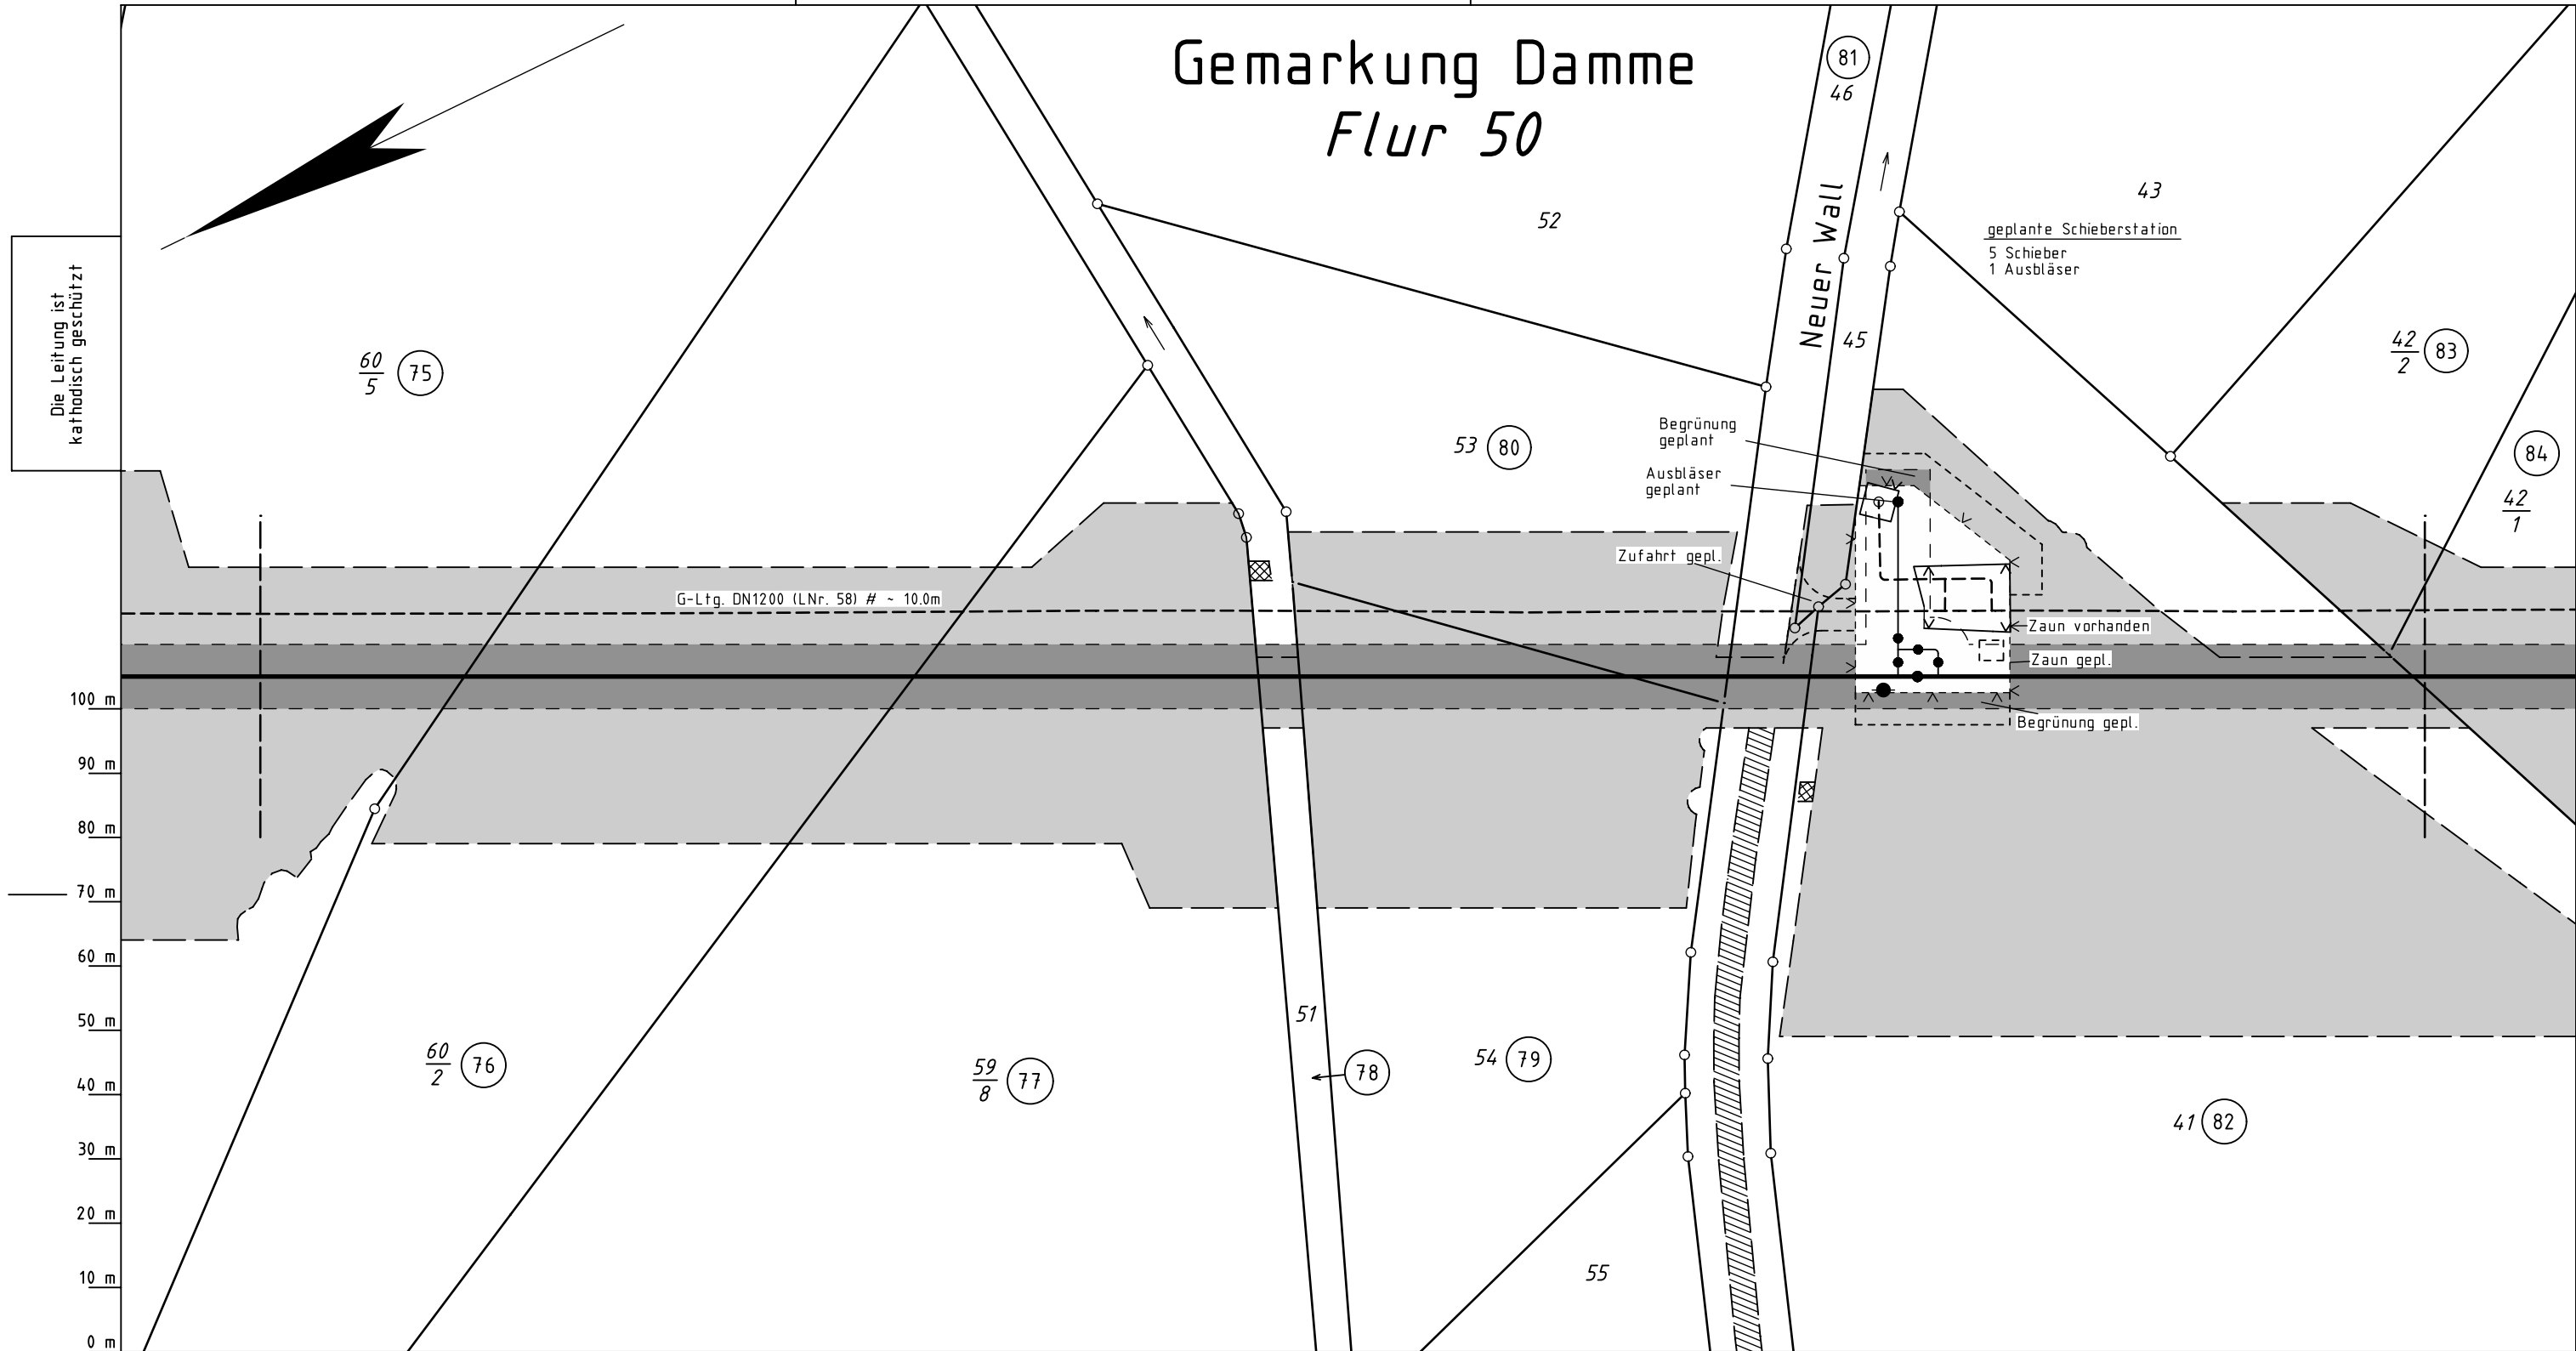 Gemarkung Damme
Flur 50
81
46
Neuer Wall
45
52
43
geplante Schieberstation
5 Schieber
1 Ausbläser
Die Leitung ist
kathodisch geschützt
60
5
75
42
2
83
84
42
1
53
80
Begrünung
geplant
Ausbläser
geplant
Zufahrt gepl.
G-Ltg. DN1200 (LNr. 58) # ~ 10.0m
Zaun vorhanden
Zaun gepl.
Begrünung gepl.
100 m
90 m
80 m
70 m
60 m
50 m
40 m
30 m
20 m
10 m
0 m
60
2
76
59
8
77
51
78
54
79
41
82
55